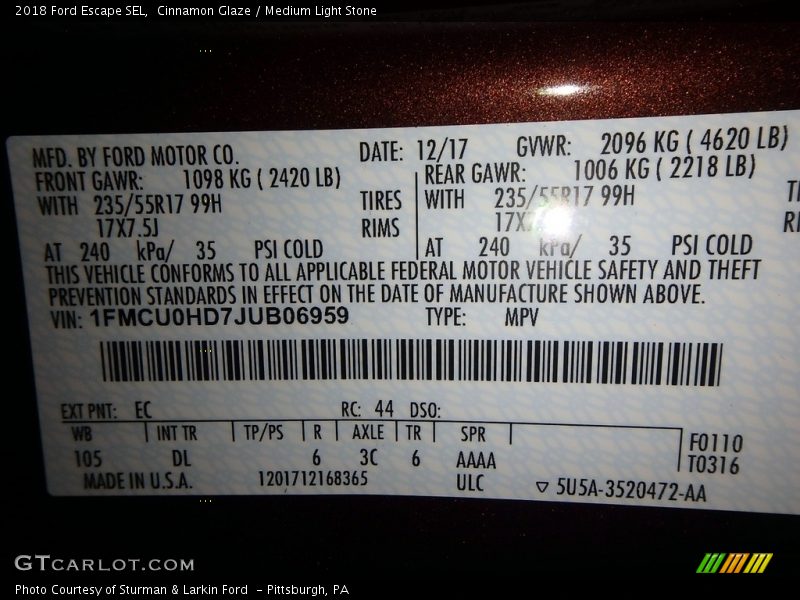 2018 Ford Escape SEL,  Cinnamon Glaze / Medium Light Stone
MFD. BY FORD MOTOR CO. DATE: 12/17 GVWR: 2096 KG ( 4620 LB)
FRONT GAWR: 1098 KG ( 2420 LB) REAR GAWR: 1006 KG ( 2218 LB)
WITH 235/55R17 99H TIRES WITH 235/55R17 99H
17X7.5J RIMS 17X7
AT 240 kPa/ 35 PSI COLD AT 240 kPa/ 35 PSI COLD
THIS VEHICLE CONFORMS TO ALL APPLICABLE FEDERAL MOTOR VEHICLE SAFETY AND THEFT
PREVENTION STANDARDS IN EFFECT ON THE DATE OF MANUFACTURE SHOWN ABOVE.
VIN: 1FMCU0HD7JUB06959 TYPE: MPV
EXT PNT: EC RC: 44 DSO:
WB INT TR TP/PS R AXLE TR SPR F0110
105 DL 6 3C 6 AAAA T0316
MADE IN U.S.A. 1201712168365 ULC ▽ 5U5A-3520472-AA
GTCARLOT.COM
Photo Courtesy of Sturman & Larkin Ford  - Pittsburgh, PA